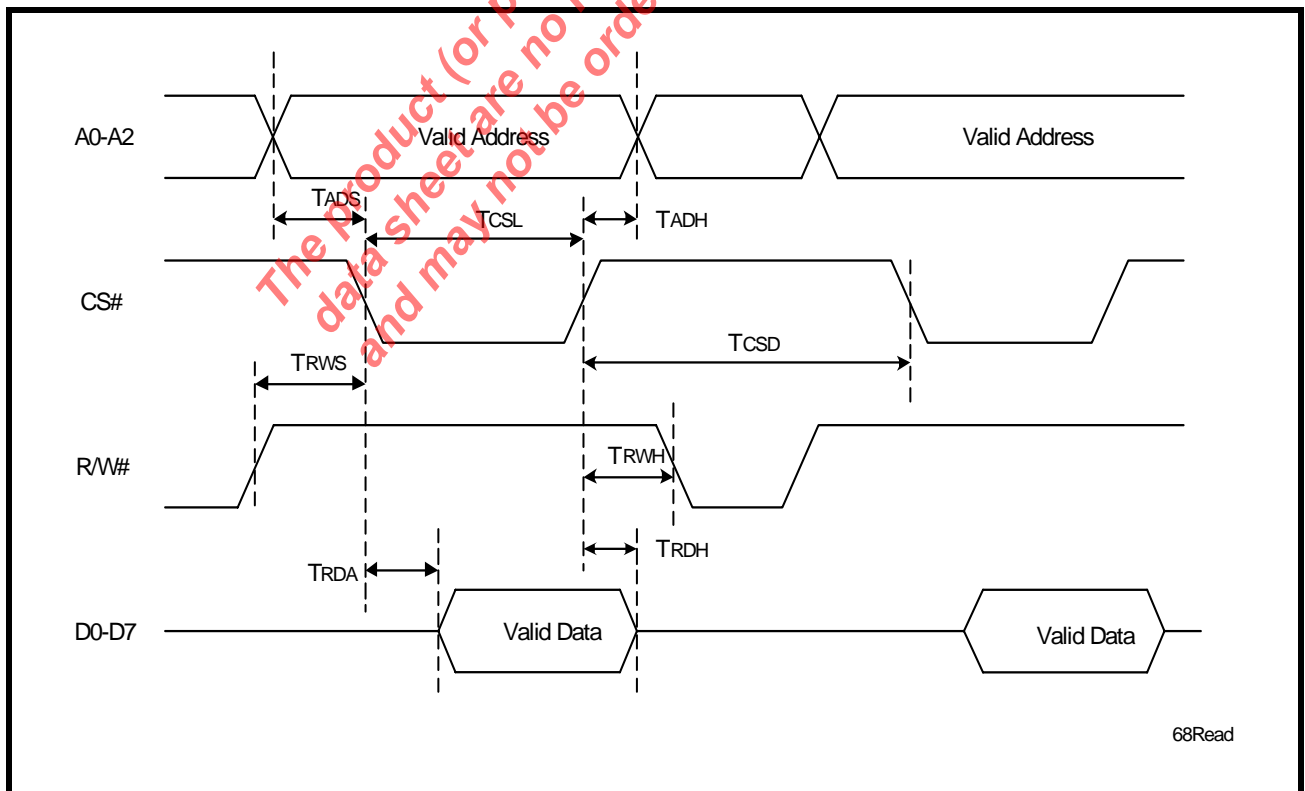 The product (or p
data sheet are no
and may not be orde
A0-A2
Valid Address
Valid Address
TADS
TCSL
TADH
CS#
TCSD
TRWS
R/W#
TRWH
TRDH
TRDA
D0-D7
Valid Data
Valid Data
68Read